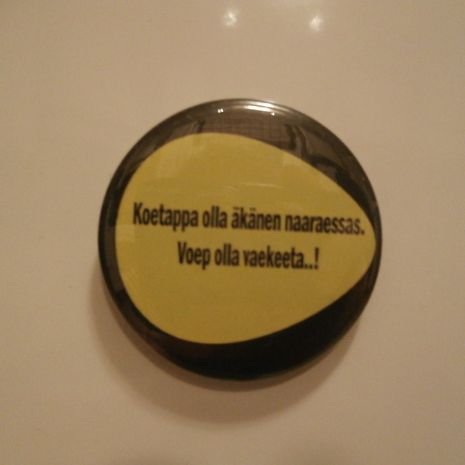 Koetappa olla äkänen naaraessas.
Voep olla vaekeeta..!